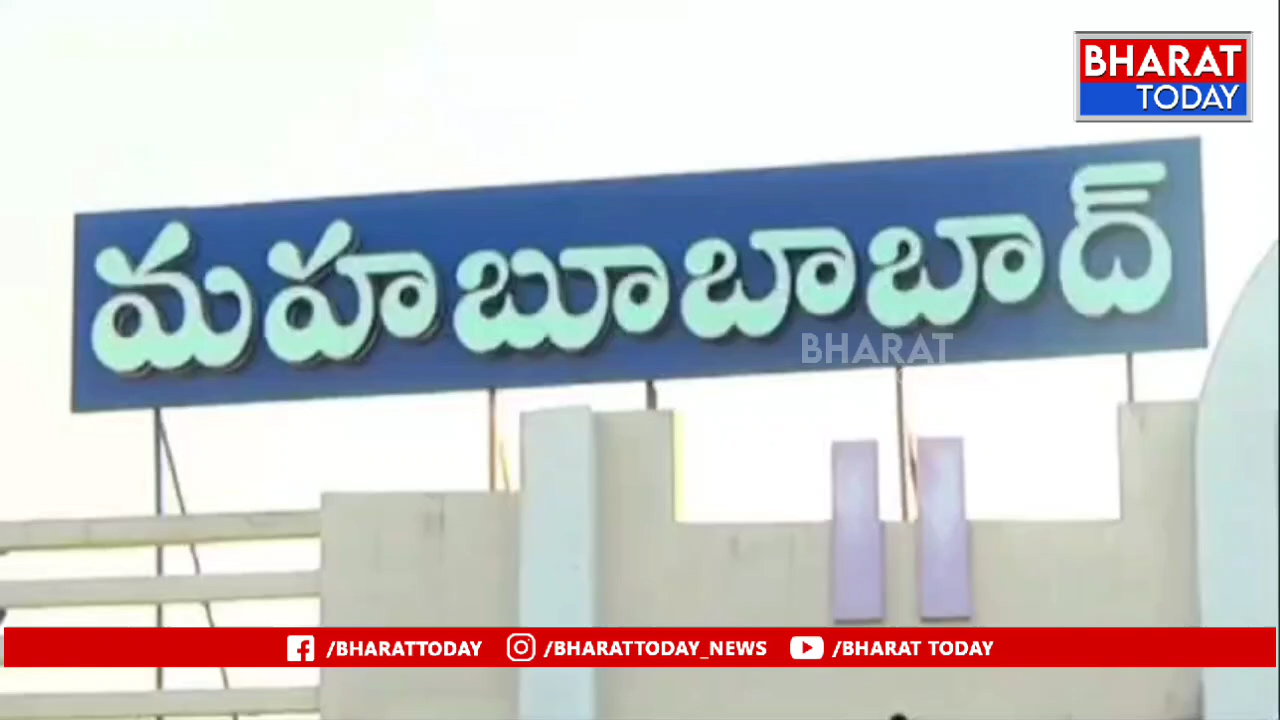 BHARAT
TODAY
మహబూబాబాద్
BHARAT
/BHARATTODAY /BHARATTODAY_NEWS /BHARAT TODAY